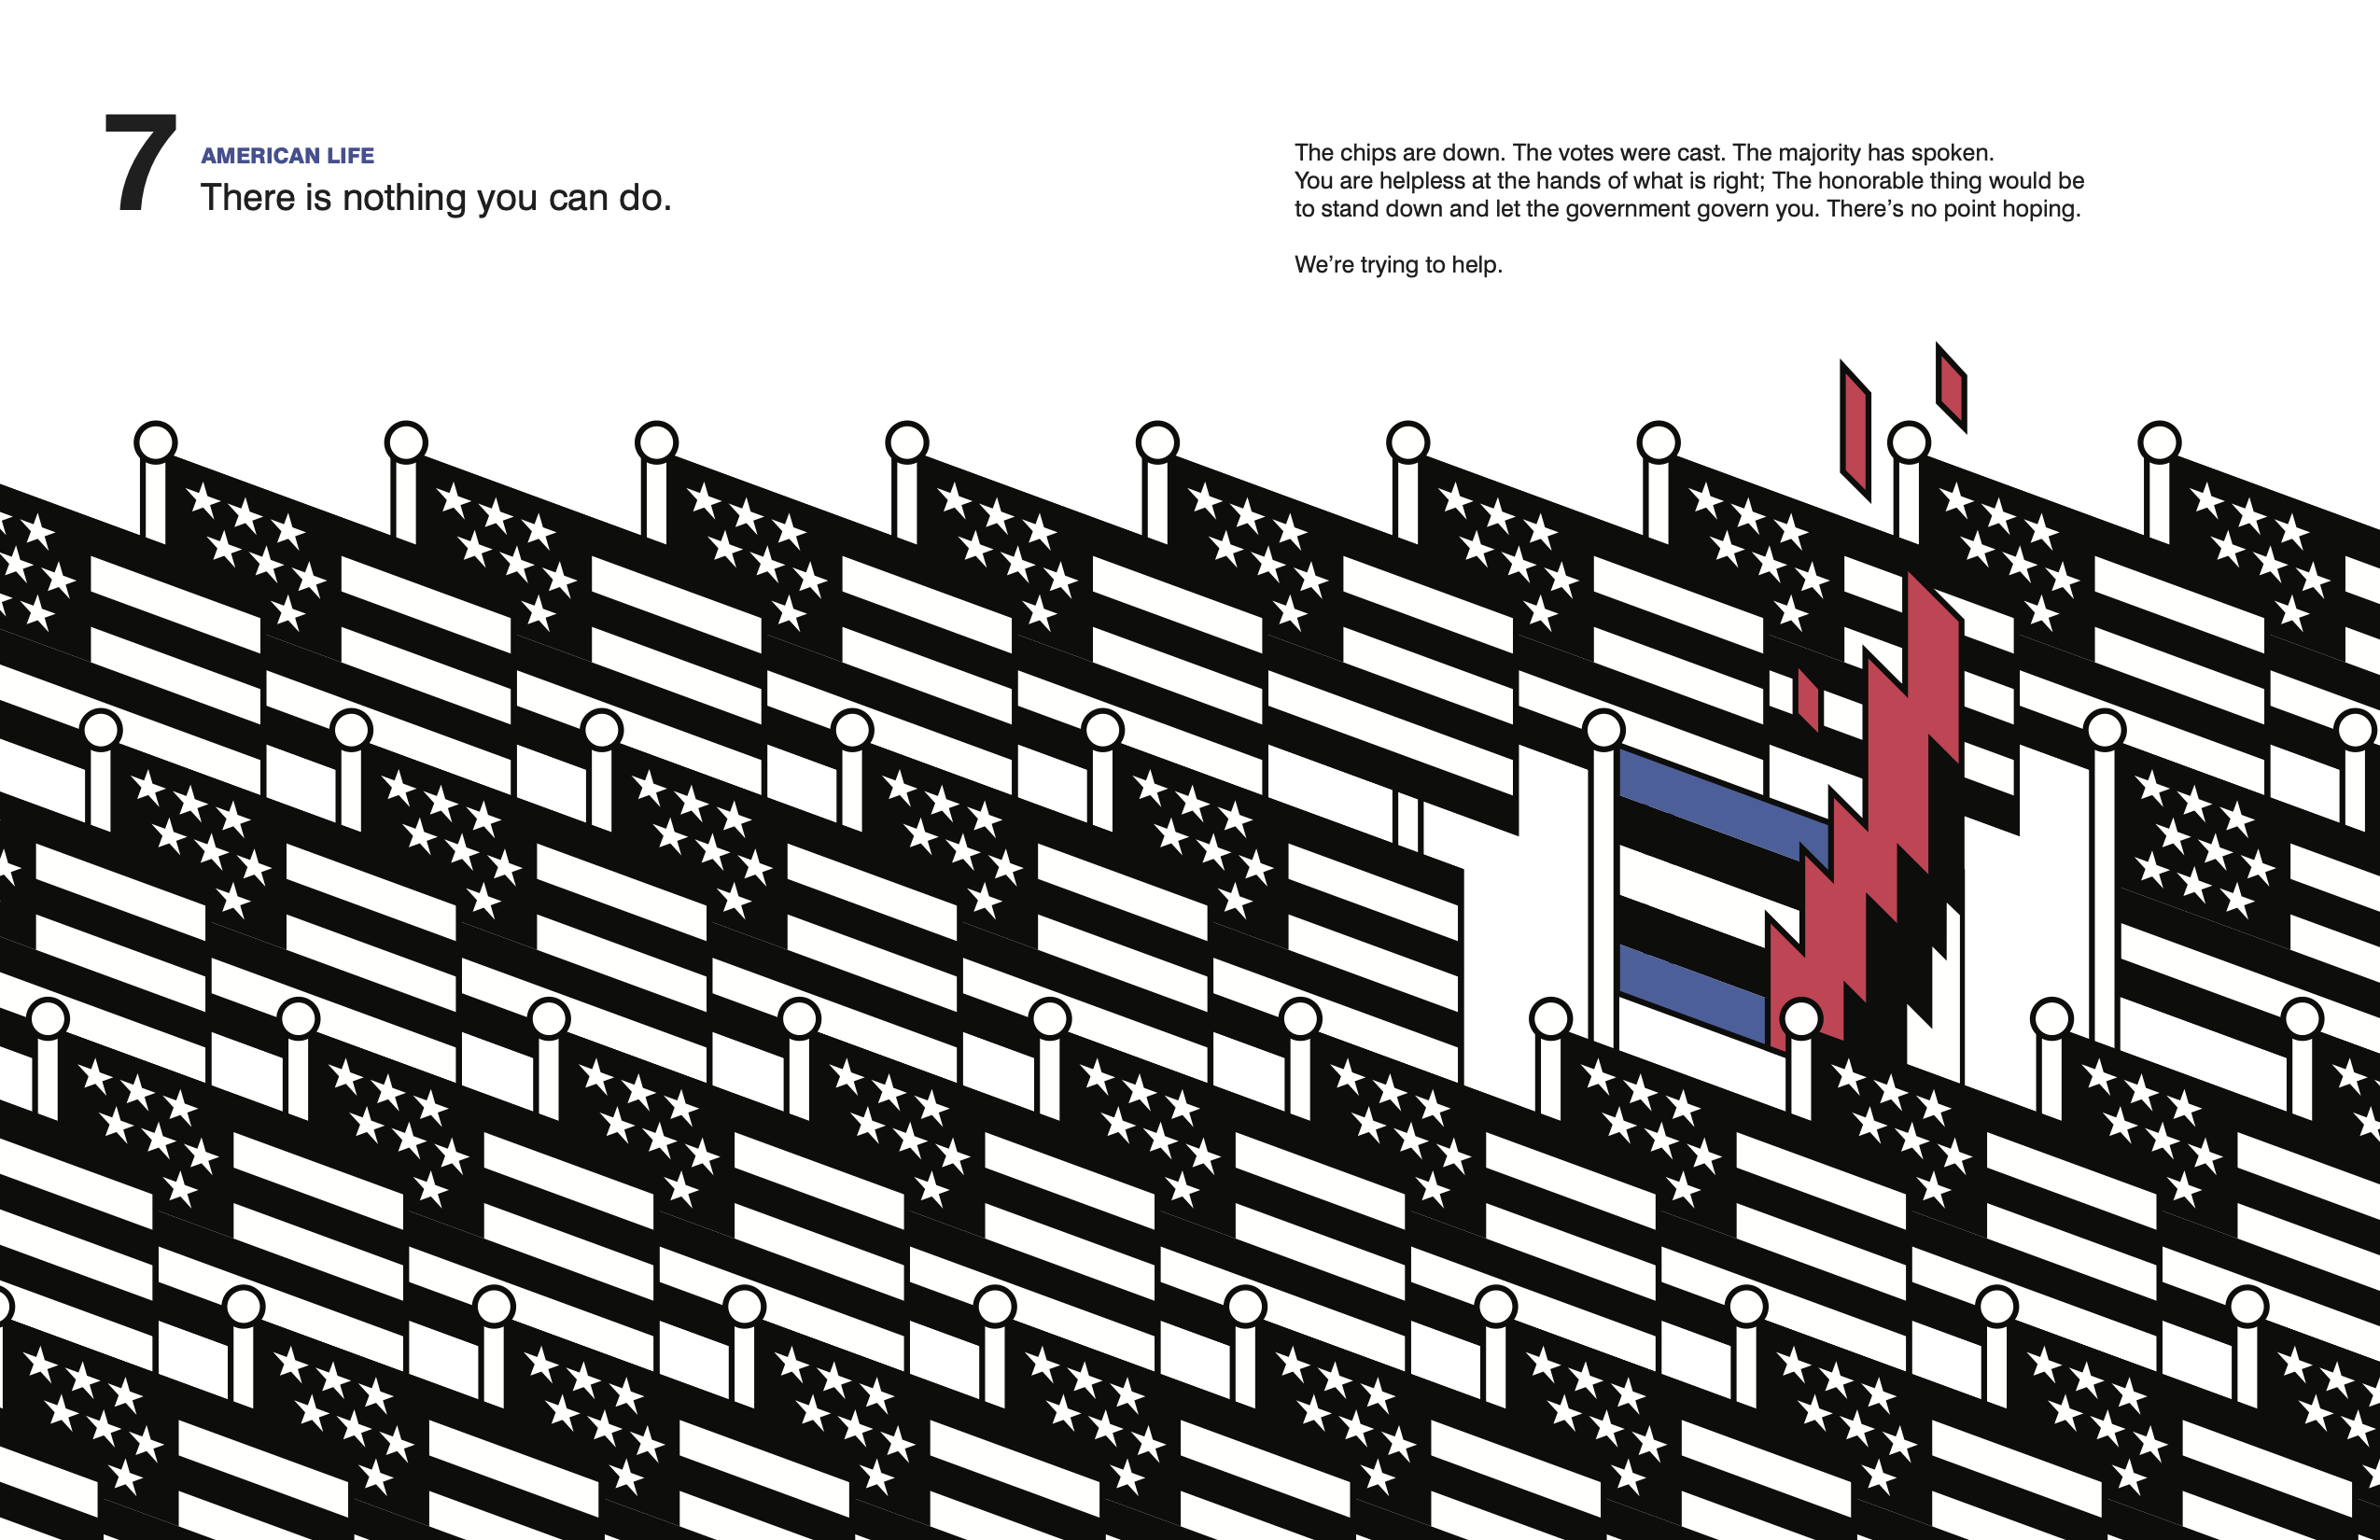 7
AMERICAN LIFE
There is nothing you can do.
The chips are down. The votes were cast. The majority has spoken.
You are helpless at the hands of what is right; The honorable thing would be
to stand down and let the government govern you. There’s no point hoping.
We’re trying to help.